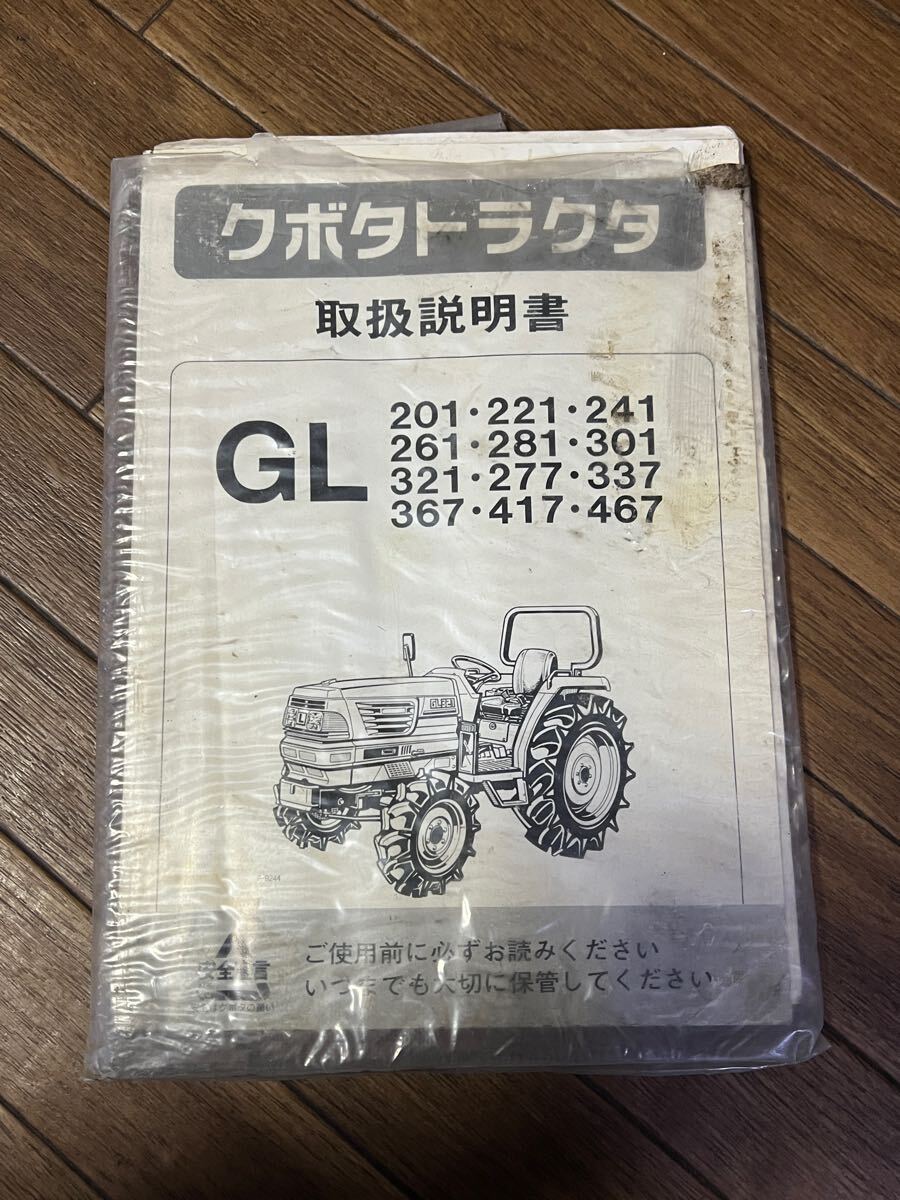 クボタトラクタ
取扱説明書
GL
201・221・241
261・281・301
321・277・337
367・417・467
ご使用前に必ずお読みください
いつまでも大切に保管してください